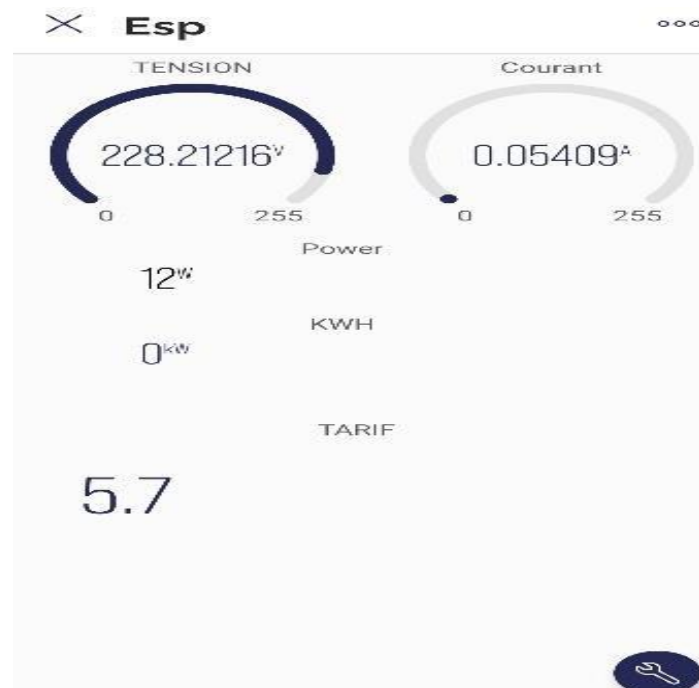 Esp
TENSION Courant
228.21216V 0.05409A
0 255 0 255
Power
12W
KWH
0kW
TARIF
5.7